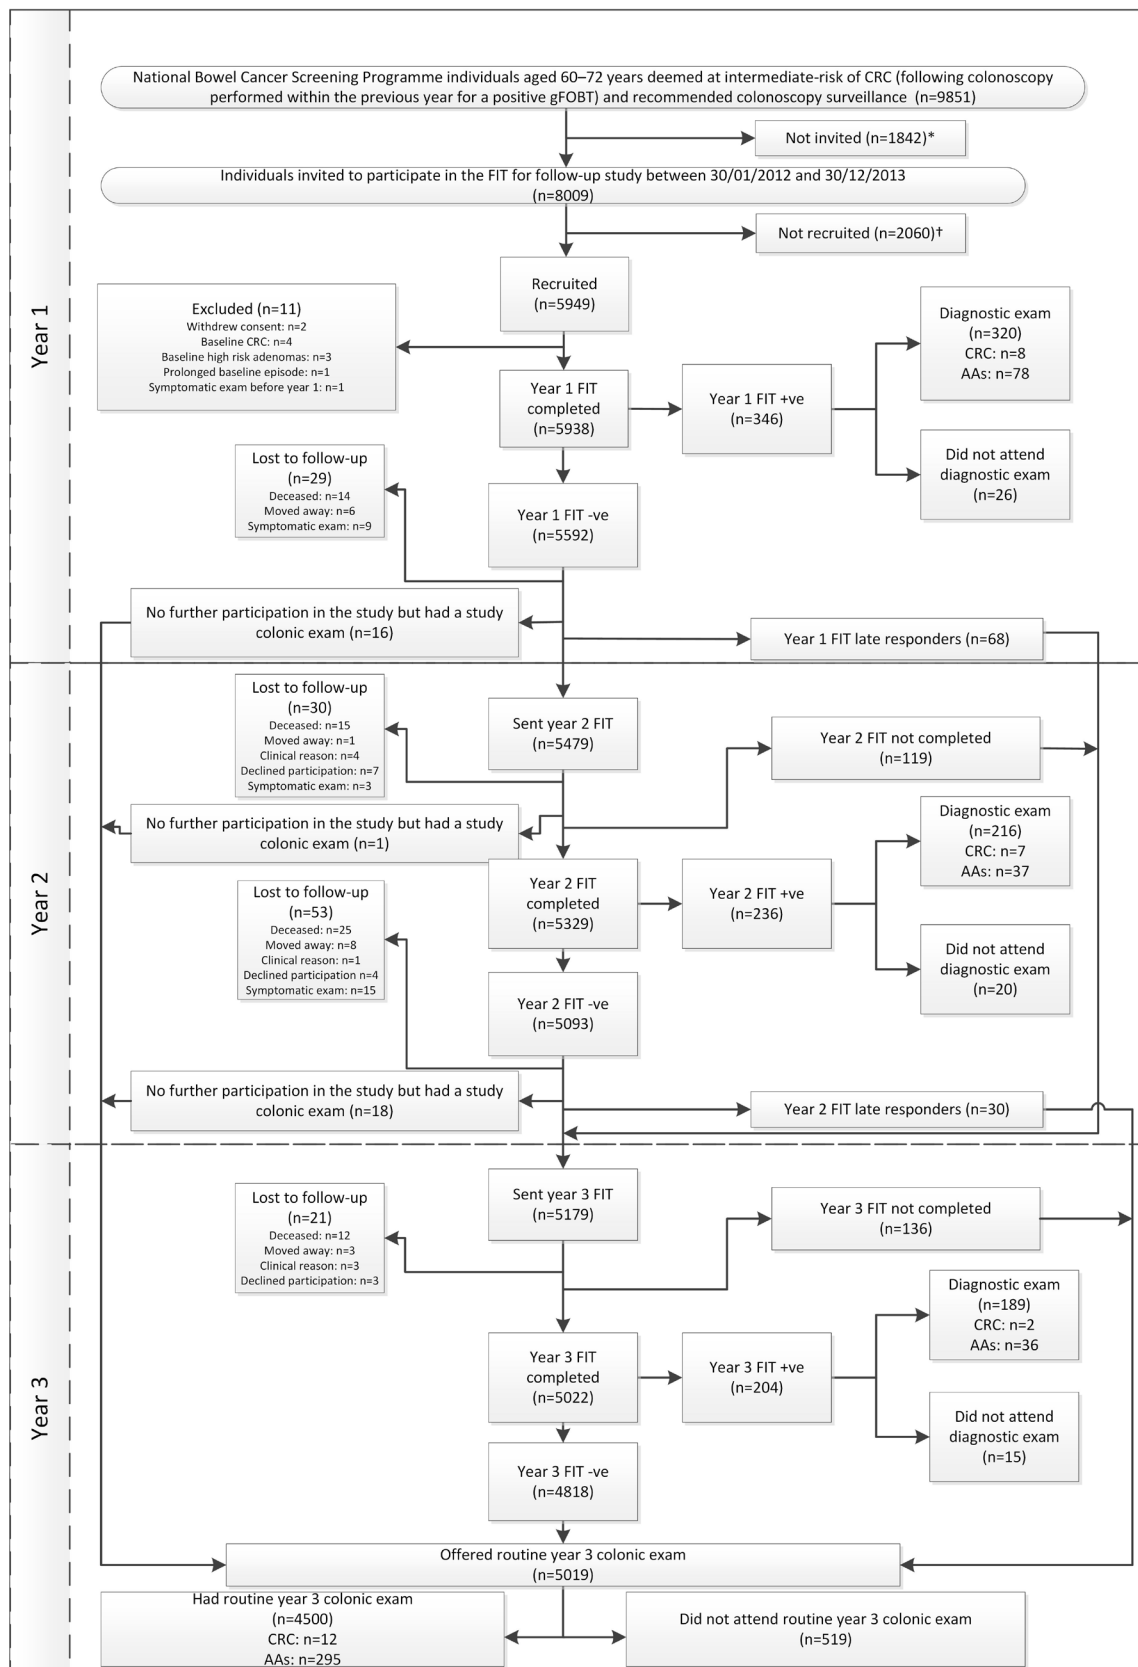 National Bowel Cancer Screening Programme individuals aged 60–72 years deemed at intermediate-risk of CRC (following colonoscopy
performed within the previous year for a positive gFOBT) and recommended colonoscopy surveillance (n=9851)
Not invited (n=1842)*
Individuals invited to participate in the FIT for follow-up study between 30/01/2012 and 30/12/2013
(n=8009)
Not recruited (n=2060)†
Year 1
Recruited
(n=5949)
Excluded (n=11)
Withdrew consent: n=2
Baseline CRC: n=4
Baseline high risk adenomas: n=3
Prolonged baseline episode: n=1
Symptomatic exam before year 1: n=1
Year 1 FIT
completed
(n=5938)
Year 1 FIT +ve
(n=346)
Diagnostic exam
(n=320)
CRC: n=8
AAs: n=78
Did not attend
diagnostic exam
(n=26)
Lost to follow-up
(n=29)
Deceased: n=14
Moved away: n=6
Symptomatic exam: n=9
Year 1 FIT -ve
(n=5592)
No further participation in the study but had a study
colonic exam (n=16)
Year 1 FIT late responders (n=68)
Year 2
Lost to follow-up
(n=30)
Deceased: n=15
Moved away: n=1
Clinical reason: n=4
Declined participation: n=7
Symptomatic exam: n=3
Sent year 2 FIT
(n=5479)
Year 2 FIT not completed
(n=119)
No further participation in the study but had a study
colonic exam (n=1)
Year 2 FIT
completed
(n=5329)
Year 2 FIT +ve
(n=236)
Diagnostic exam
(n=216)
CRC: n=7
AAs: n=37
Did not attend
diagnostic exam
(n=20)
Lost to follow-up
(n=53)
Deceased: n=25
Moved away: n=8
Clinical reason: n=1
Declined participation n=4
Symptomatic exam: n=15
Year 2 FIT -ve
(n=5093)
No further participation in the study but had a study
colonic exam (n=18)
Year 2 FIT late responders (n=30)
Year 3
Sent year 3 FIT
(n=5179)
Lost to follow-up
(n=21)
Deceased: n=12
Moved away: n=3
Clinical reason: n=3
Declined participation: n=3
Year 3 FIT not completed
(n=136)
Year 3 FIT
completed
(n=5022)
Year 3 FIT +ve
(n=204)
Diagnostic exam
(n=189)
CRC: n=2
AAs: n=36
Did not attend
diagnostic exam
(n=15)
Year 3 FIT -ve
(n=4818)
Offered routine year 3 colonic exam
(n=5019)
Had routine year 3 colonic exam
(n=4500)
CRC: n=12
AAs: n=295
Did not attend routine year 3 colonic exam
(n=519)